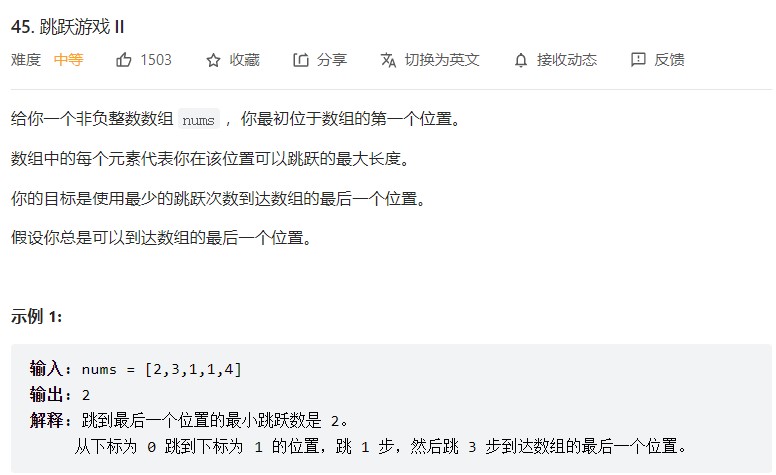 45. 跳跃游戏 II
难度 中等 1503 收藏 分享 切换为英文 接收动态 反馈
给你一个非负整数数组 nums ，你最初位于数组的第一个位置。
数组中的每个元素代表你在该位置可以跳跃的最大长度。
你的目标是使用最少的跳跃次数到达数组的最后一个位置。
假设你总是可以到达数组的最后一个位置。
示例 1:
输入: nums = [2,3,1,1,4]
输出: 2
解释: 跳到最后一个位置的最小跳跃数是 2。
从下标为 0 跳到下标为 1 的位置，跳 1 步，然后跳 3 步到达数组的最后一个位置。